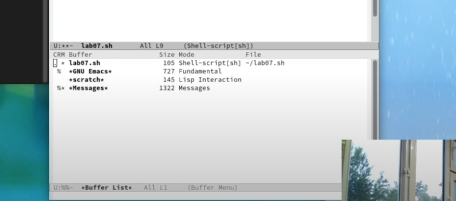 U:**-  lab07.sh      All L9     (Shell-script[sh])
CRM Buffer                Size Mode            File
  * lab07.sh               105 Shell-script[sh] ~/lab07.sh
 %  *GNU Emacs*            727 Fundamental
    *scratch*              145 Lisp Interaction
 %* *Messages*            1322 Messages
U:%%-  *Buffer List*   All L1     (Buffer Menu)